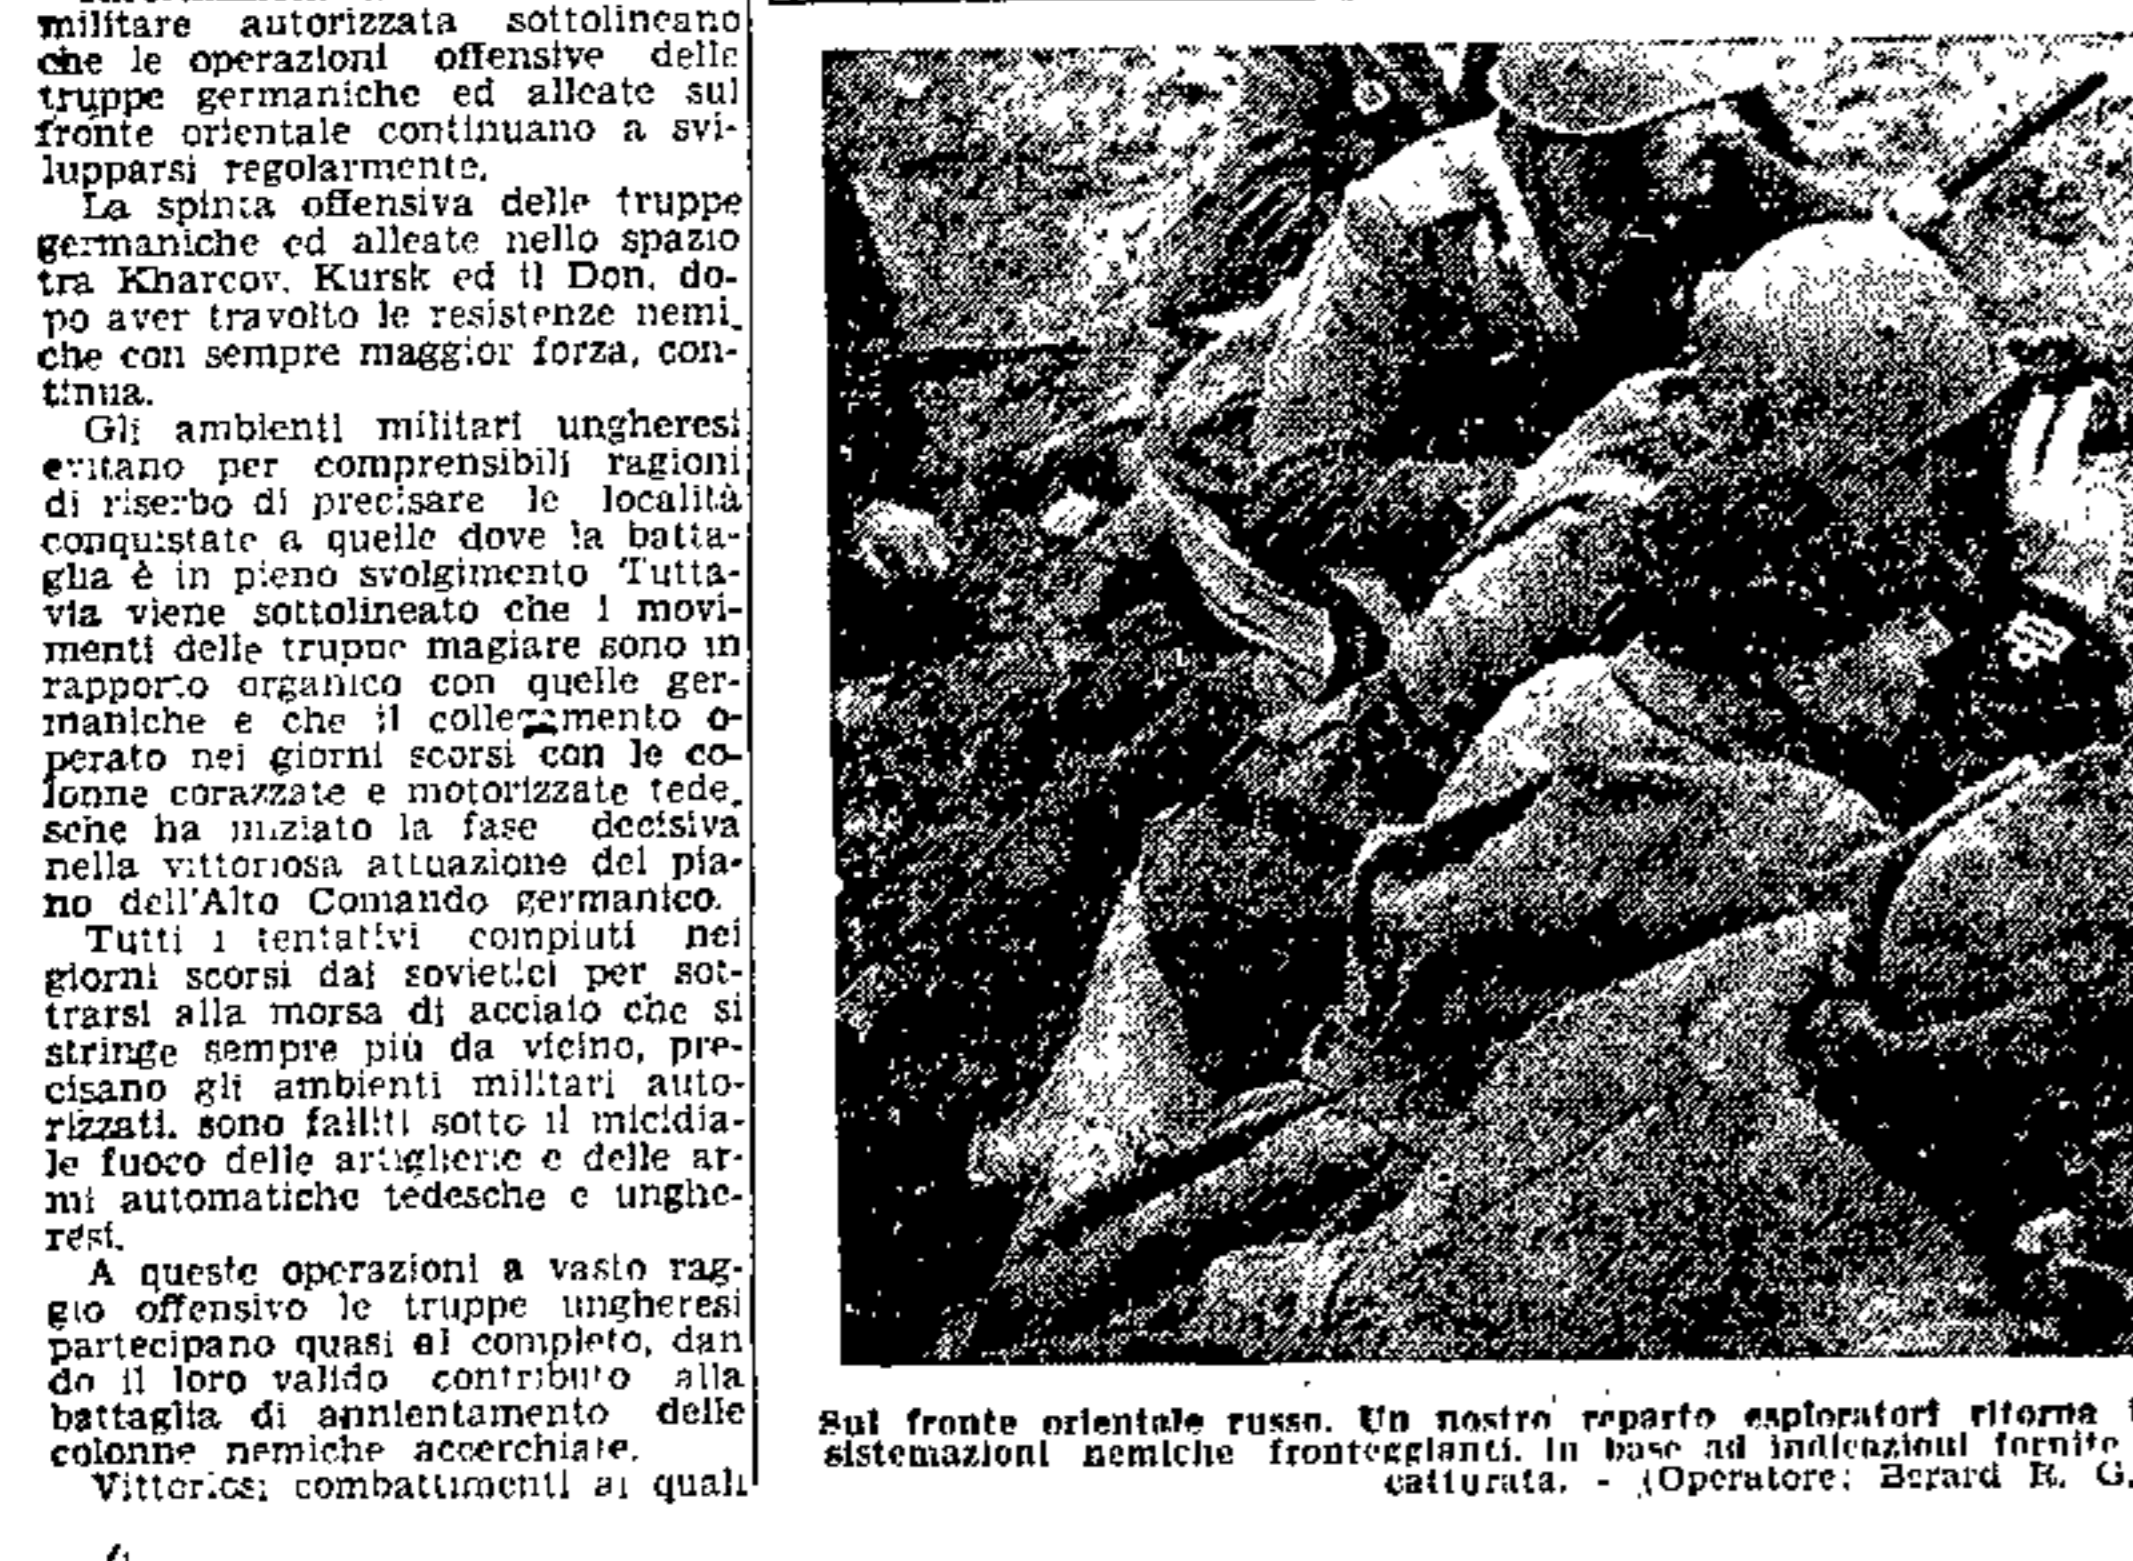 militare autorizzata sottolineano
che le operazioni offensive delle
truppe germaniche ed alleate sul
fronte orientale continuano a svi-
lupparsi regolarmente.
La spinta offensiva delle truppe
germaniche ed alleate nello spazio
tra Kharcov, Kursk ed il Don, do-
po aver travolto le resistenze nemi-
che con sempre maggior forza, con-
tinua.
Gli ambienti militari ungheresi
evitano per comprensibili ragioni
di riserbo di precisare le località
conquistate a quelle dove la batta-
glia è in pieno svolgimento Tutta-
via viene sottolineato che i movi-
menti delle truppe magiare sono in
rapporto organico con quelle ger-
maniche e che il collegamento o-
perato nei giorni scorsi con le co-
lonne corazzate e motorizzate tede-
sche ha iniziato la fase decisiva
nella vittoriosa attuazione del pia-
no dell'Alto Comando germanico.
Tutti i tentativi compiuti nei
giorni scorsi dai sovietici per sot-
trarsi alla morsa di acciaio che si
stringe sempre più da vicino, pre-
cisano gli ambienti militari auto-
rizzati, sono falliti sotto il micidia-
le fuoco delle artiglierie e delle ar-
mi automatiche tedesche e unghe-
resi.
A queste operazioni a vasto rag-
gio offensivo le truppe ungheresi
partecipano quasi al completo, dan
do il loro valido contributo alla
battaglia di annientamento delle
colonne nemiche accerchiate.
Vittoriosi combattimenti ai quali
Sul fronte orientale russo. Un nostro reparto esploratori ritorna
sistemazioni nemiche fronteggianti. In base ad indicazioni fornite
catturata. - (Operatore: Berard R. G.